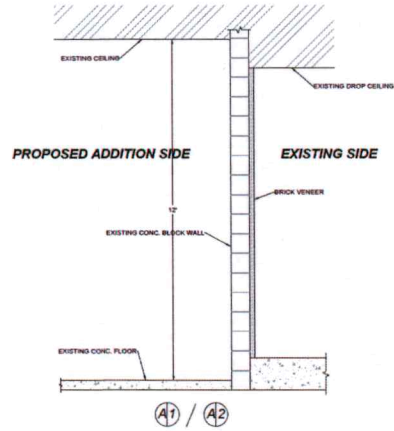 EXISTING CEILING
EXISTING DROP CEILING
PROPOSED ADDITION SIDE
EXISTING SIDE
BRICK VENEER
12'
EXISTING CONC. BLOCK WALL
EXISTING CONC. FLOOR
A1 / A2